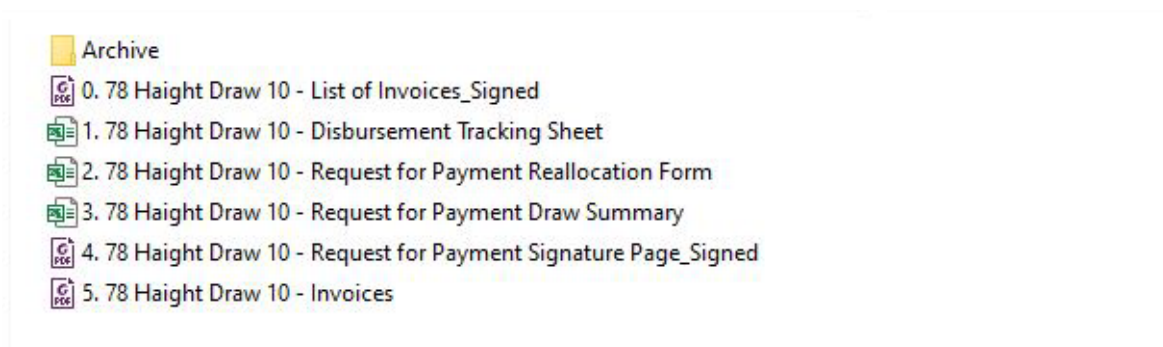 Archive
0. 78 Haight Draw 10 - List of Invoices_Signed
1. 78 Haight Draw 10 - Disbursement Tracking Sheet
2. 78 Haight Draw 10 - Request for Payment Reallocation Form
3. 78 Haight Draw 10 - Request for Payment Draw Summary
4. 78 Haight Draw 10 - Request for Payment Signature Page_Signed
5. 78 Haight Draw 10 - Invoices